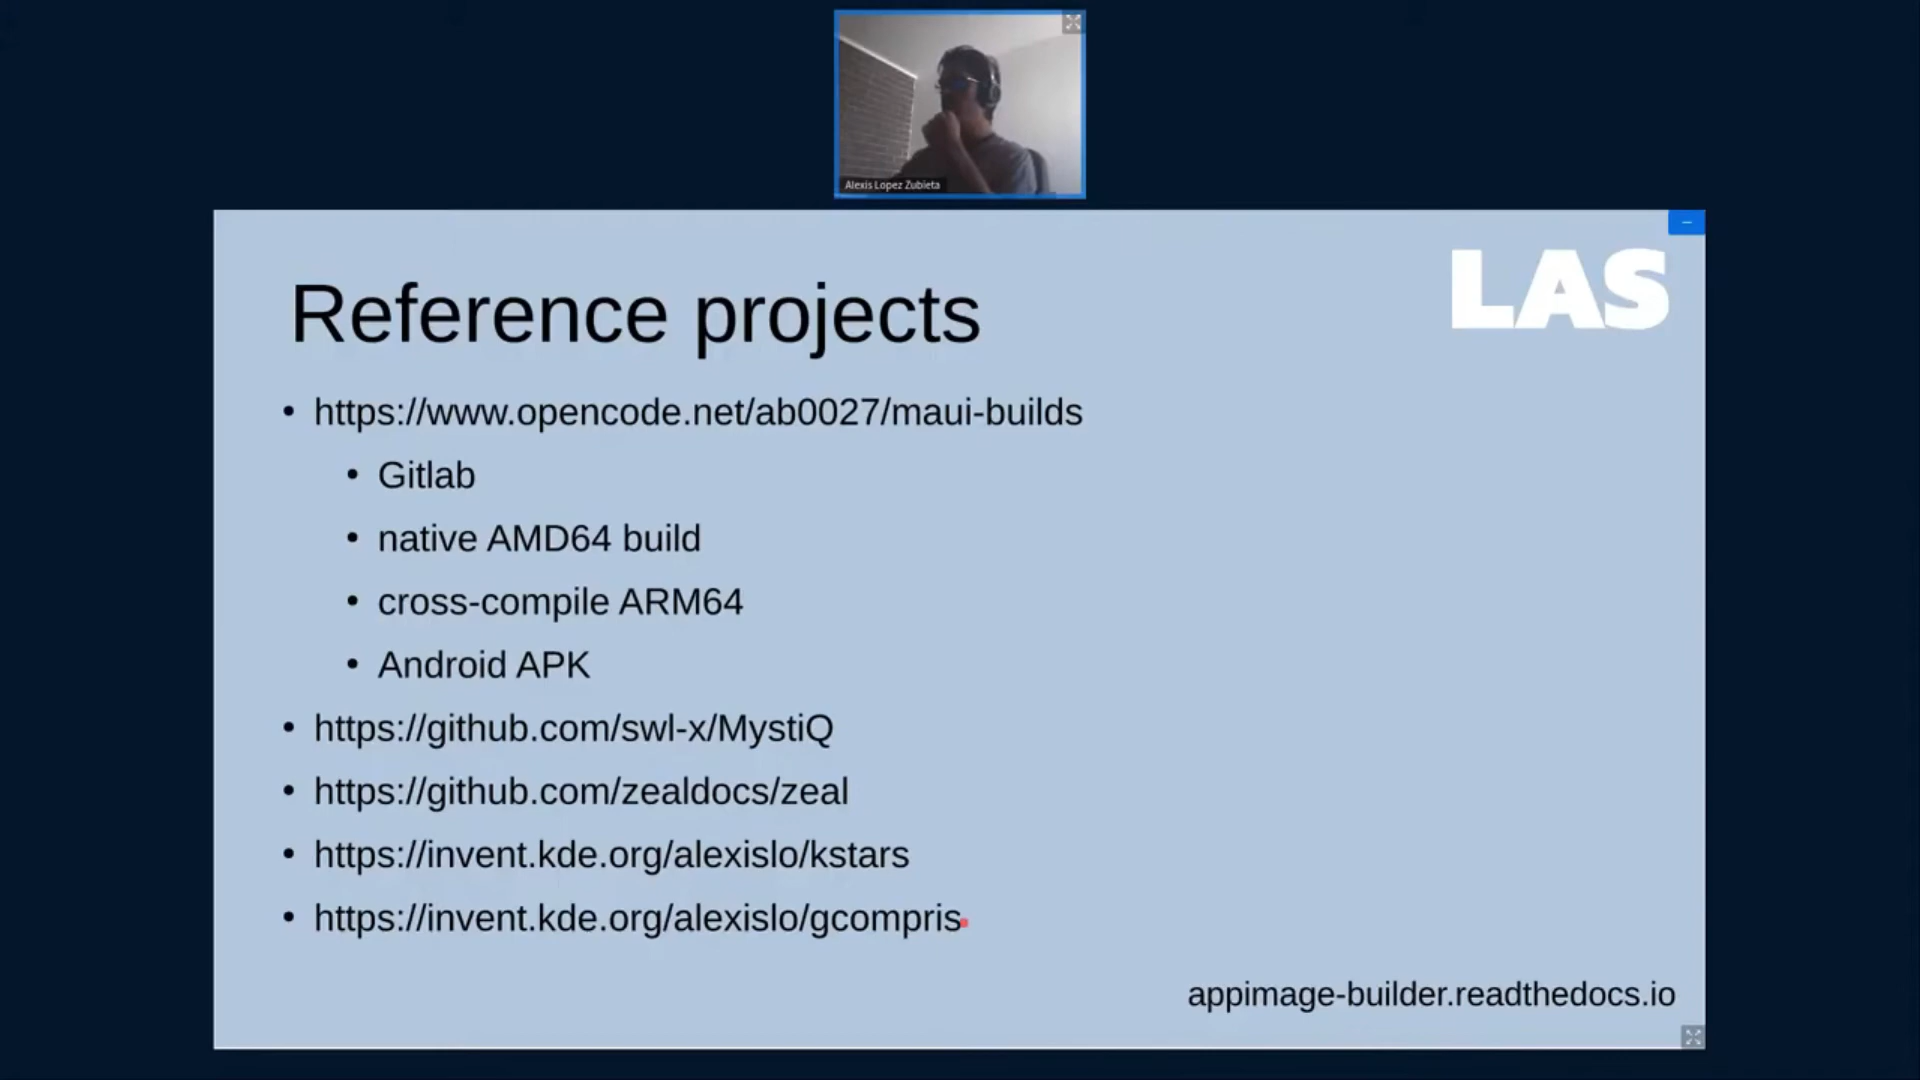 Alexis Lopez Zubieta
LAS
Reference projects
• https://www.opencode.net/ab0027/maui-builds
• Gitlab
• native AMD64 build
• cross-compile ARM64
• Android APK
• https://github.com/swl-x/MystiQ
• https://github.com/zealdocs/zeal
• https://invent.kde.org/alexislo/kstars
• https://invent.kde.org/alexislo/gcompris
appimage-builder.readthedocs.io